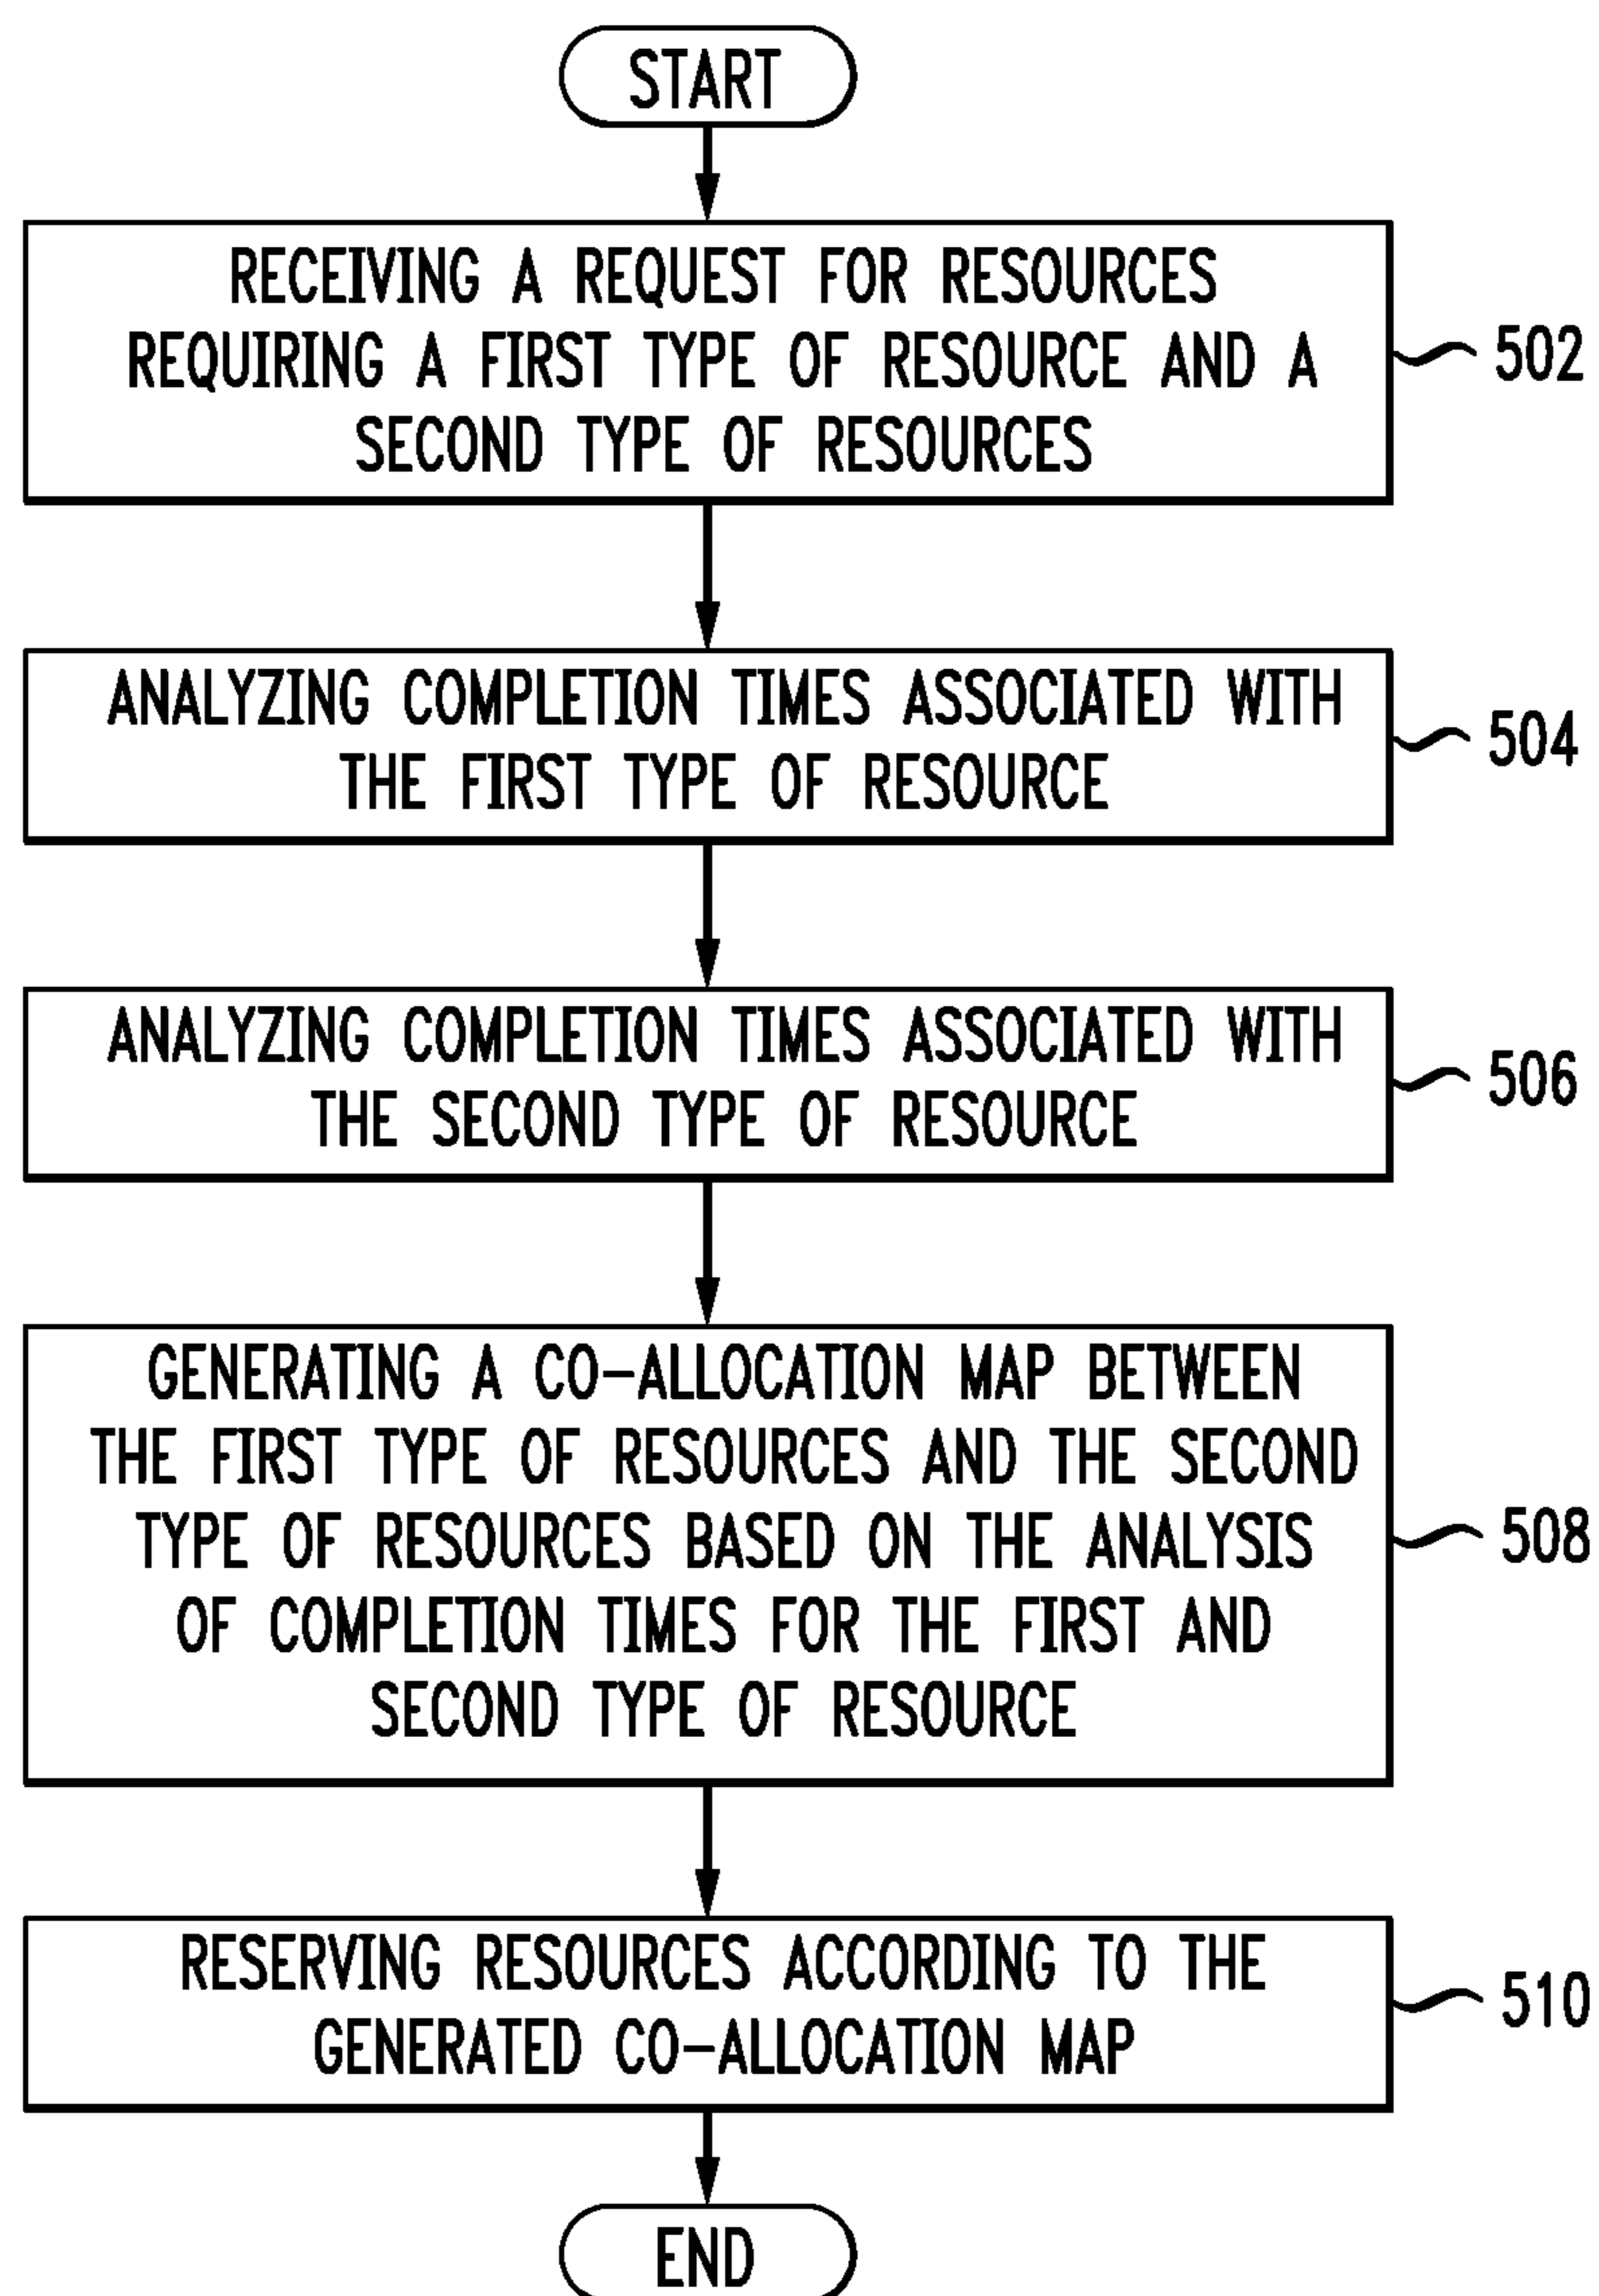 START
RECEIVING A REQUEST FOR RESOURCES
REQUIRING A FIRST TYPE OF RESOURCE AND A
SECOND TYPE OF RESOURCES
502
ANALYZING COMPLETION TIMES ASSOCIATED WITH
THE FIRST TYPE OF RESOURCE
504
ANALYZING COMPLETION TIMES ASSOCIATED WITH
THE SECOND TYPE OF RESOURCE
506
GENERATING A CO-ALLOCATION MAP BETWEEN
THE FIRST TYPE OF RESOURCES AND THE SECOND
TYPE OF RESOURCES BASED ON THE ANALYSIS
OF COMPLETION TIMES FOR THE FIRST AND
SECOND TYPE OF RESOURCE
508
RESERVING RESOURCES ACCORDING TO THE
GENERATED CO-ALLOCATION MAP
510
END